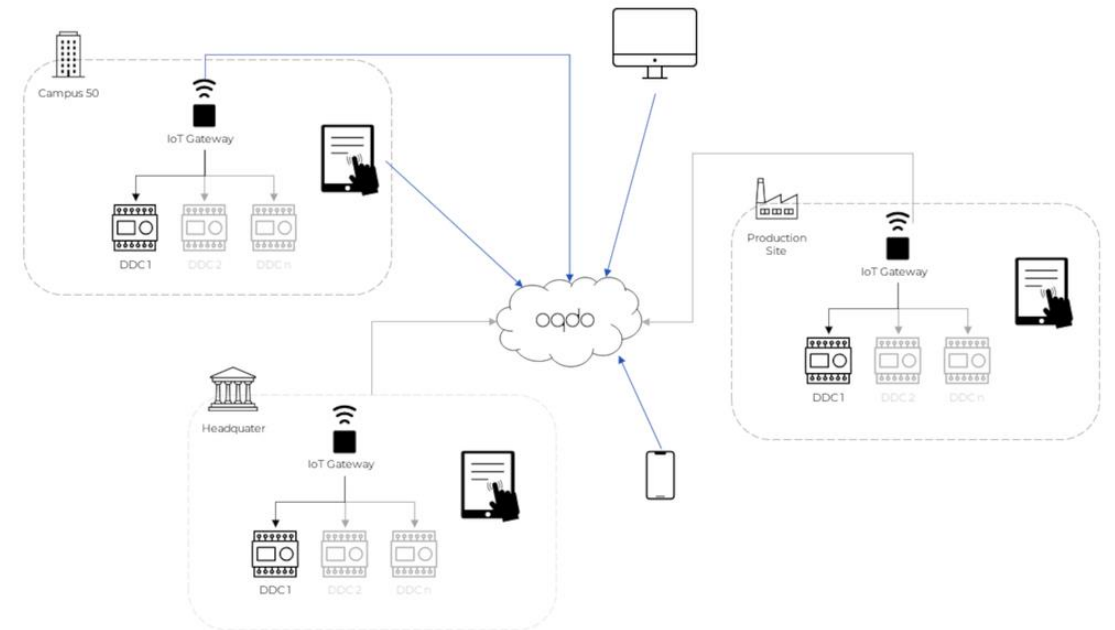 Campus 50
IoT Gateway
DDC 1
DDC 2
DDC n
Production
Site
IoT Gateway
DDC 1
DDC 2
DDC n
oqdo
Headquater
IoT Gateway
DDC 1
DDC 2
DDC n